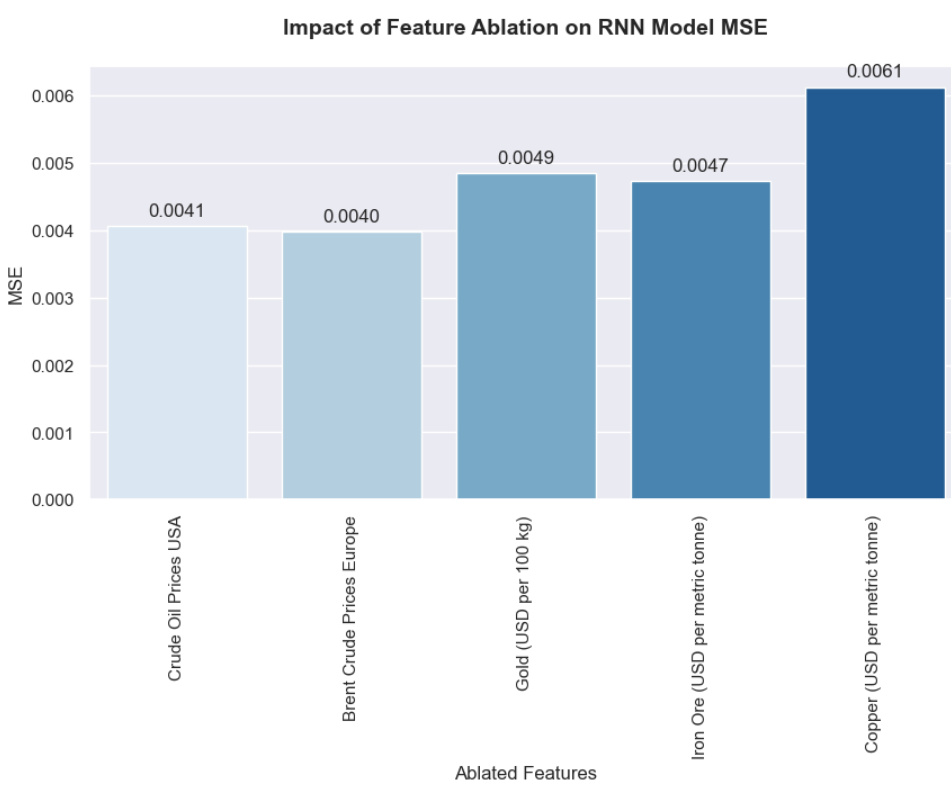 Impact of Feature Ablation on RNN Model MSE
0.0061
0.006
0.0049
0.005
0.0047
0.0041
0.0040
0.004
MSE
0.003
0.002
0.001
0.000
Crude Oil Prices USA
Brent Crude Prices Europe
Gold (USD per 100 kg)
Iron Ore (USD per metric tonne)
Copper (USD per metric tonne)
Ablated Features